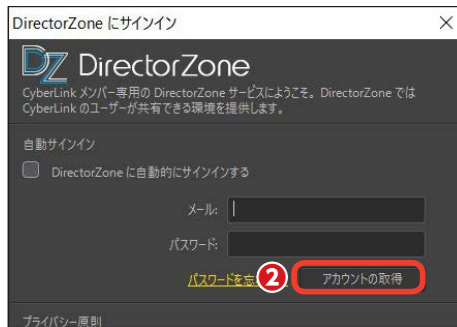 DirectorZone にサインイン
DZ DirectorZone
CyberLink メンバー専用の DirectorZone サービスにようこそ。DirectorZone では
CyberLink のユーザーが共有できる環境を提供します。
自動サインイン
DirectorZone に自動的にサインインする
メール:
パスワード:
パスワードを忘 2 アカウントの取得
プライバシー原則